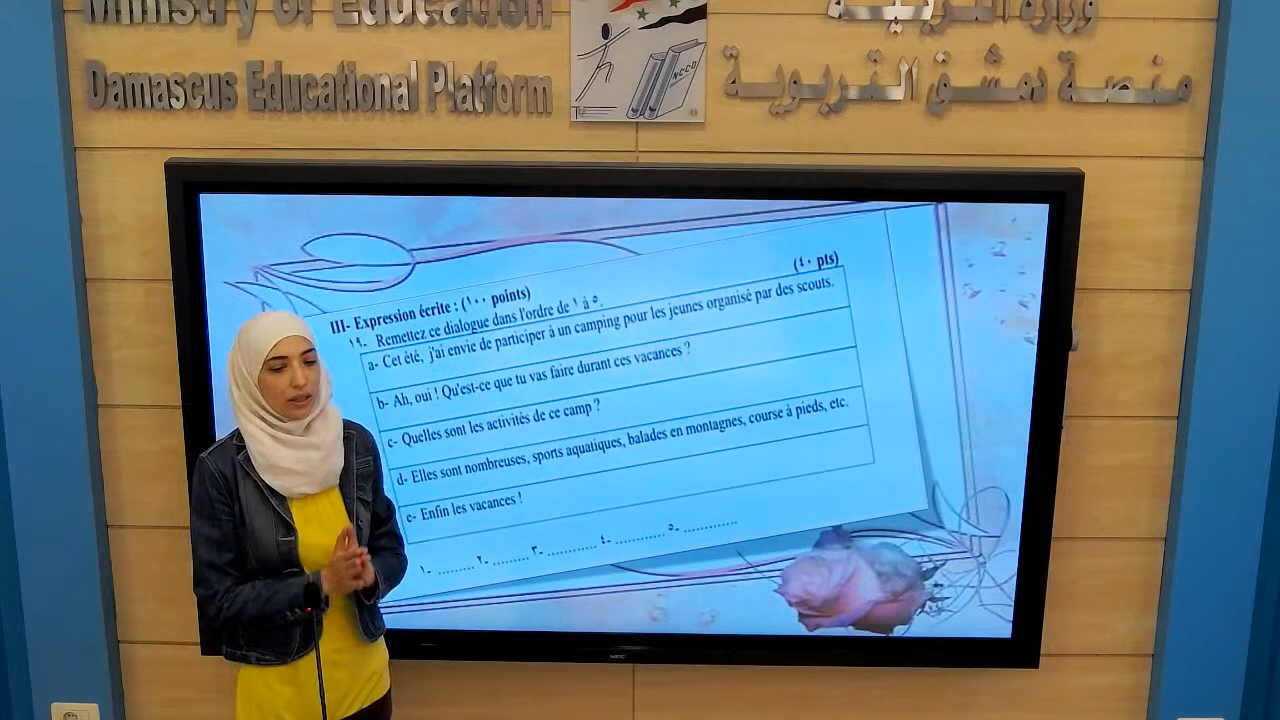 Ministry of Education
وزارة التربية
Damascus Educational Platform
منصة دمشق التربوية
NCCD
III- Expression écrite : (١٠٠ points)
(٤٠ pts)
١٩- Remettez ce dialogue dans l'ordre de ١ à ٥.
a- Cet été, j'ai envie de participer à un camping pour les jeunes organisé par des scouts.
b- Ah, oui ! Qu'est-ce que tu vas faire durant ces vacances ?
c- Quelles sont les activités de ce camp ?
d- Elles sont nombreuses, sports aquatiques, balades en montagnes, course à pieds, etc.
e- Enfin les vacances !
١- ......... ٢- ......... ٣- ............ ٤- ............ ٥- .............
NEC